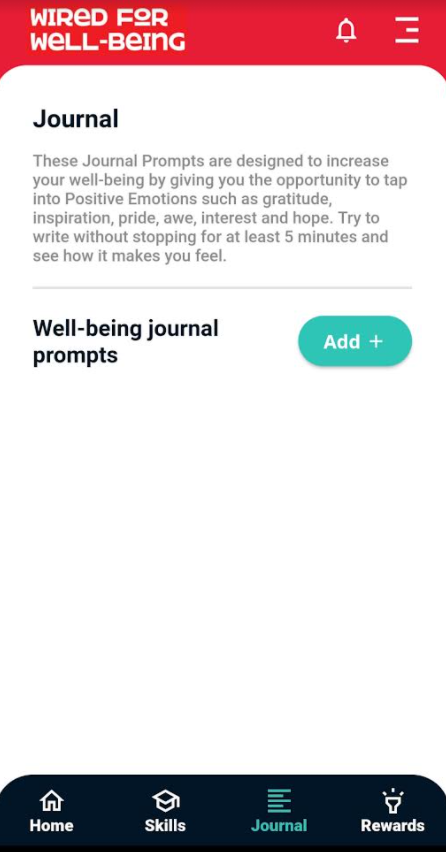 WIRED FOR
WELL-BEING
Journal
These Journal Prompts are designed to increase
your well-being by giving you the opportunity to tap
into Positive Emotions such as gratitude,
inspiration, pride, awe, interest and hope. Try to
write without stopping for at least 5 minutes and
see how it makes you feel.
Well-being journal
prompts
Add +
Home
Skills
Journal
Rewards